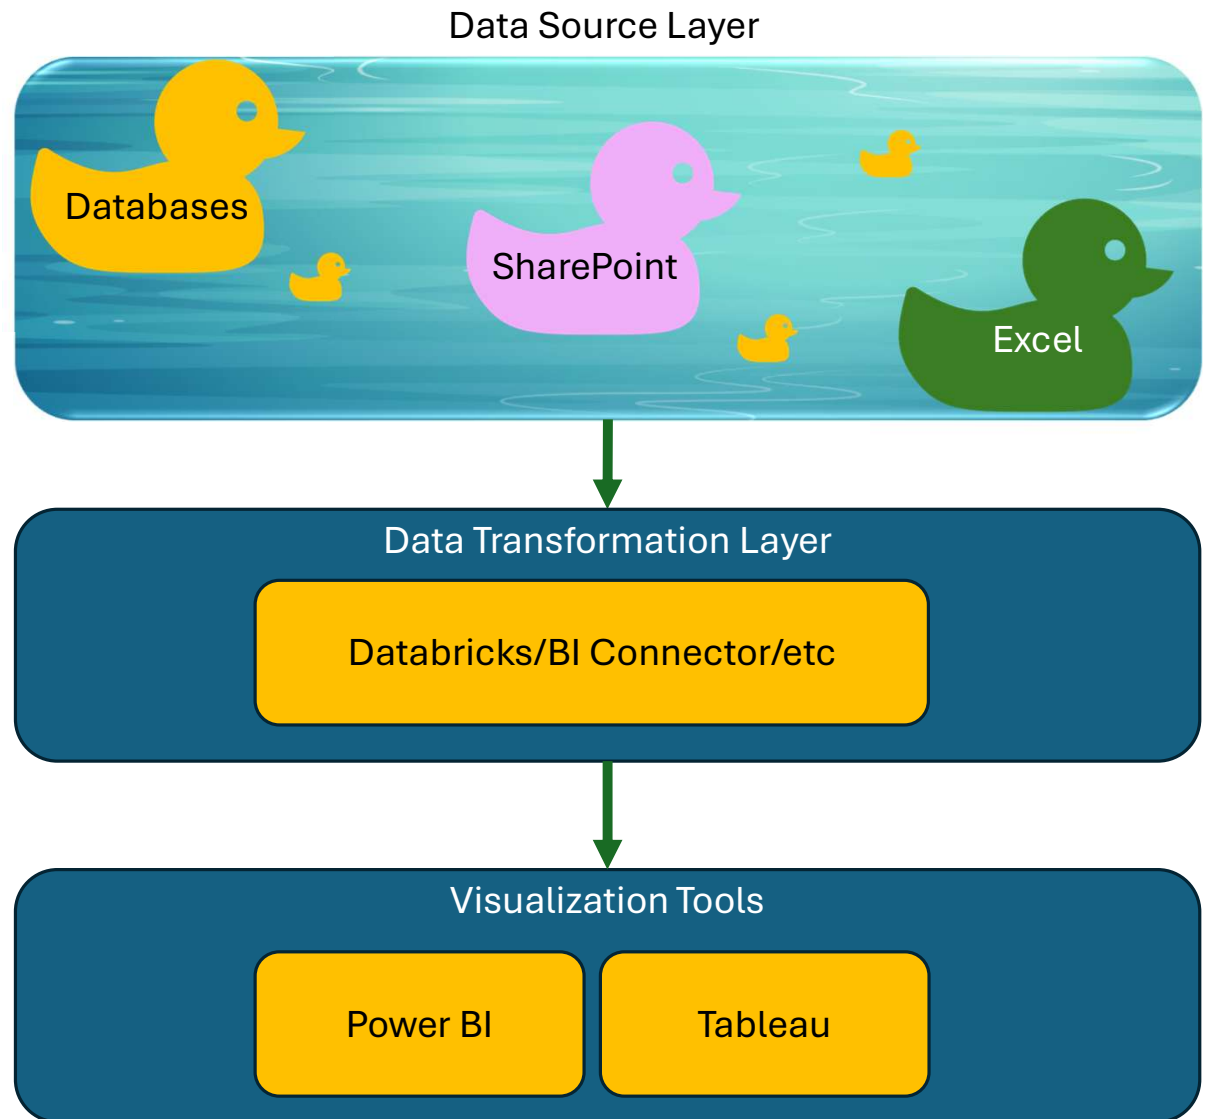 Data Source Layer
Databases
SharePoint
Excel
Data Transformation Layer
Databricks/BI Connector/etc
Visualization Tools
Power BI
Tableau